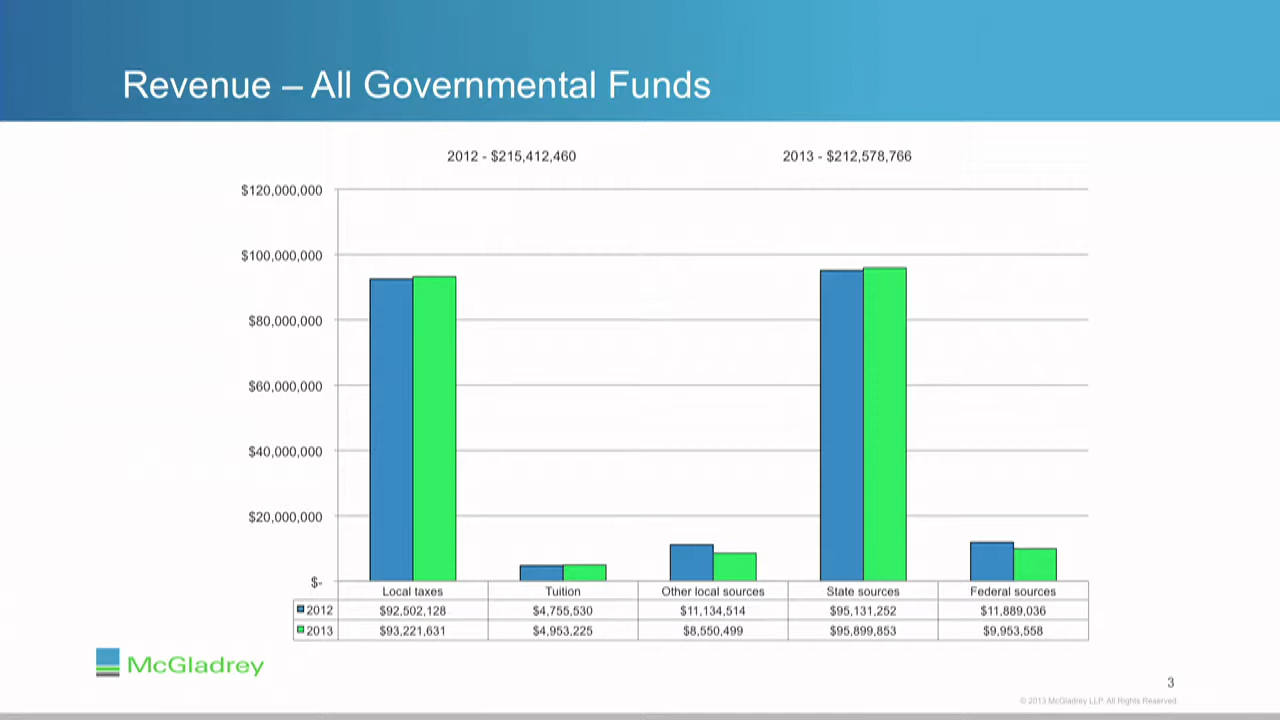 Revenue – All Governmental Funds
2012 - $215,412,460 2013 - $212,578,766
$120,000,000
$100,000,000
$80,000,000
$60,000,000
$40,000,000
$20,000,000
$-
Local taxes Tuition Other local sources State sources Federal sources
2012 $92,502,128 $4,755,530 $11,134,514 $95,131,252 $11,889,036
2013 $93,221,631 $4,953,225 $8,550,499 $95,899,853 $9,953,558
McGladrey
3
© 2013 McGladrey LLP. All Rights Reserved.